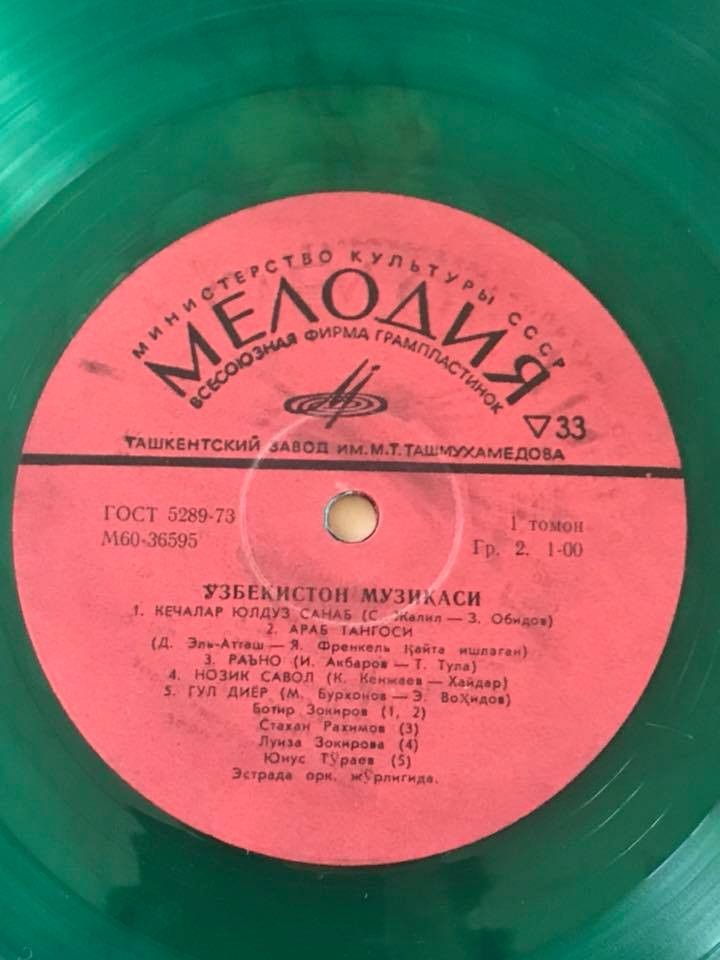 МИНИСТЕРСТВО КУЛЬТУРЫ СССР
МЕЛОДИЯ
ВСЕСОЮЗНАЯ ФИРМА ГРАМПЛАСТИНОК
▽33
ТАШКЕНТСКИЙ ЗАВОД ИМ. М.Т. ТАШМУХАМЕДОВА
ГОСТ 5289-73
М60-36595
1 томон
Гр. 2. 1-00
ЎЗБЕКИСТОН МУЗИКАСИ
1. КЕЧАЛАР ЮЛДУЗ САНАБ (С. Жалил — З. Обидов)
2. АРАБ ТАНГОСИ
(Д. Эль-Атташ — Я. Френкель қайта ишлаган)
3. РАЪНО (И. Акбаров — Т. Тула)
4. НОЗИК САВОЛ (К. Кенжаев — Хайдар)
5. ГУЛ ДИЁР (М. Бурхонов — Э. Воҳидов)
Ботир Зокиров (1, 2)
Стахан Рахимов (3)
Луиза Зокирова (4)
Юнус Тўраев (5)
Эстрада орк. жўрлигида.